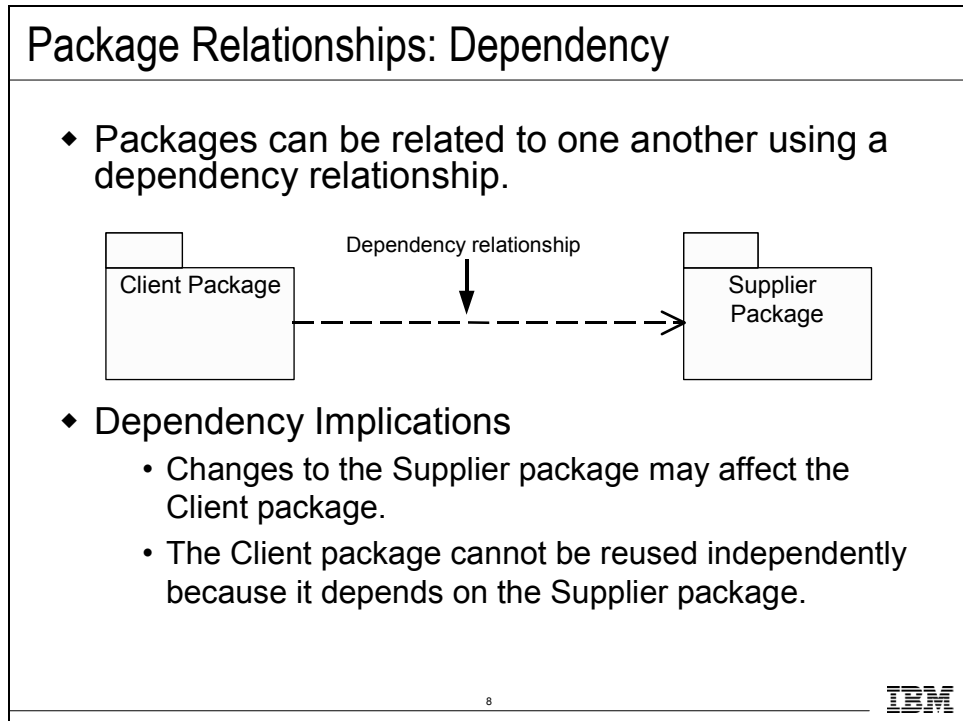 Package Relationships: Dependency
◆ Packages can be related to one another using a
dependency relationship.
Dependency relationship
Client Package
Supplier
Package
◆ Dependency Implications
• Changes to the Supplier package may affect the
Client package.
• The Client package cannot be reused independently
because it depends on the Supplier package.
8
IBM